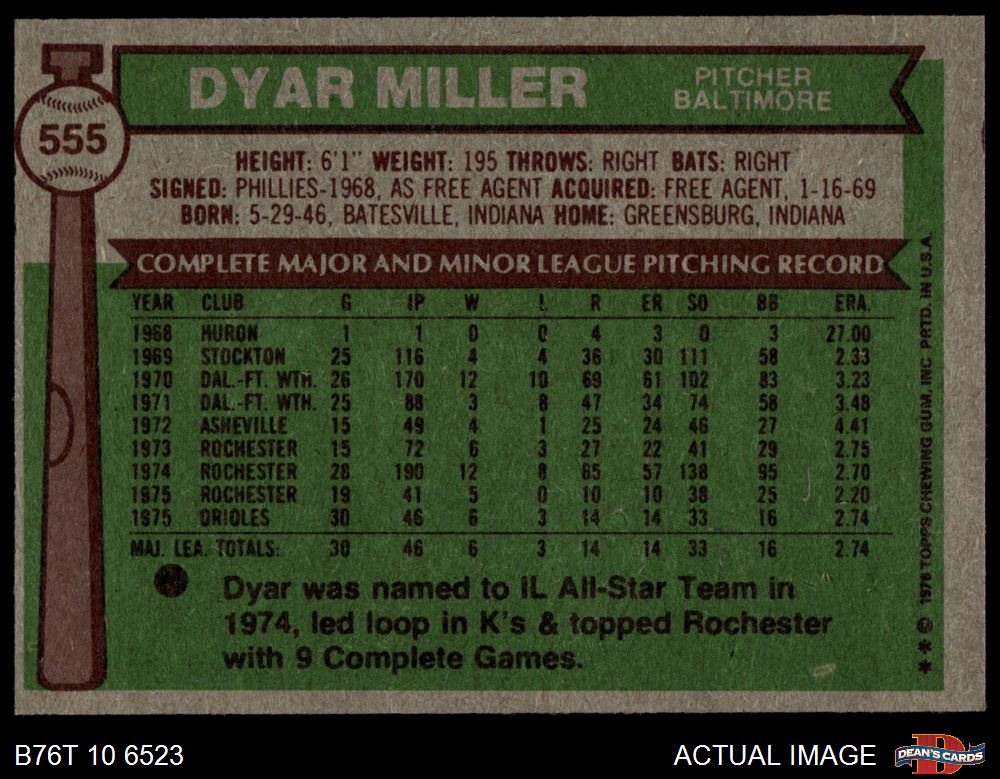 DYAR MILLER
PITCHER
BALTIMORE
555
HEIGHT: 6'1" WEIGHT: 195 THROWS: RIGHT BATS: RIGHT
SIGNED: PHILLIES-1968, AS FREE AGENT ACQUIRED: FREE AGENT, 1-16-69
BORN: 5-29-46, BATESVILLE, INDIANA HOME: GREENSBURG, INDIANA
COMPLETE MAJOR AND MINOR LEAGUE PITCHING RECORD
YEAR CLUB G IP W L R ER SO BB ERA.
1968 HURON 1 1 0 0 4 3 0 3 27.00
1969 STOCKTON 25 116 4 4 36 30 111 58 2.33
1970 DAL.-FT. WTH. 26 170 12 10 69 61 102 83 3.23
1971 DAL.-FT. WTH. 25 88 3 8 47 34 74 58 3.48
1972 ASHEVILLE 15 49 4 1 25 24 46 27 4.41
1973 ROCHESTER 15 72 6 3 27 22 41 29 2.75
1974 ROCHESTER 28 190 12 8 65 57 138 95 2.70
1975 ROCHESTER 19 41 5 0 10 10 38 25 2.20
1975 ORIOLES 30 46 6 3 14 14 33 16 2.74
MAJ. LEA. TOTALS: 30 46 6 3 14 14 33 16 2.74
Dyar was named to IL All-Star Team in
1974, led loop in K's & topped Rochester
with 9 Complete Games.
** © 1976 TOPPS CHEWING GUM, INC. PRTD. IN U.S.A.
B76T 10 6523
ACTUAL IMAGE
DEAN'S CARDS